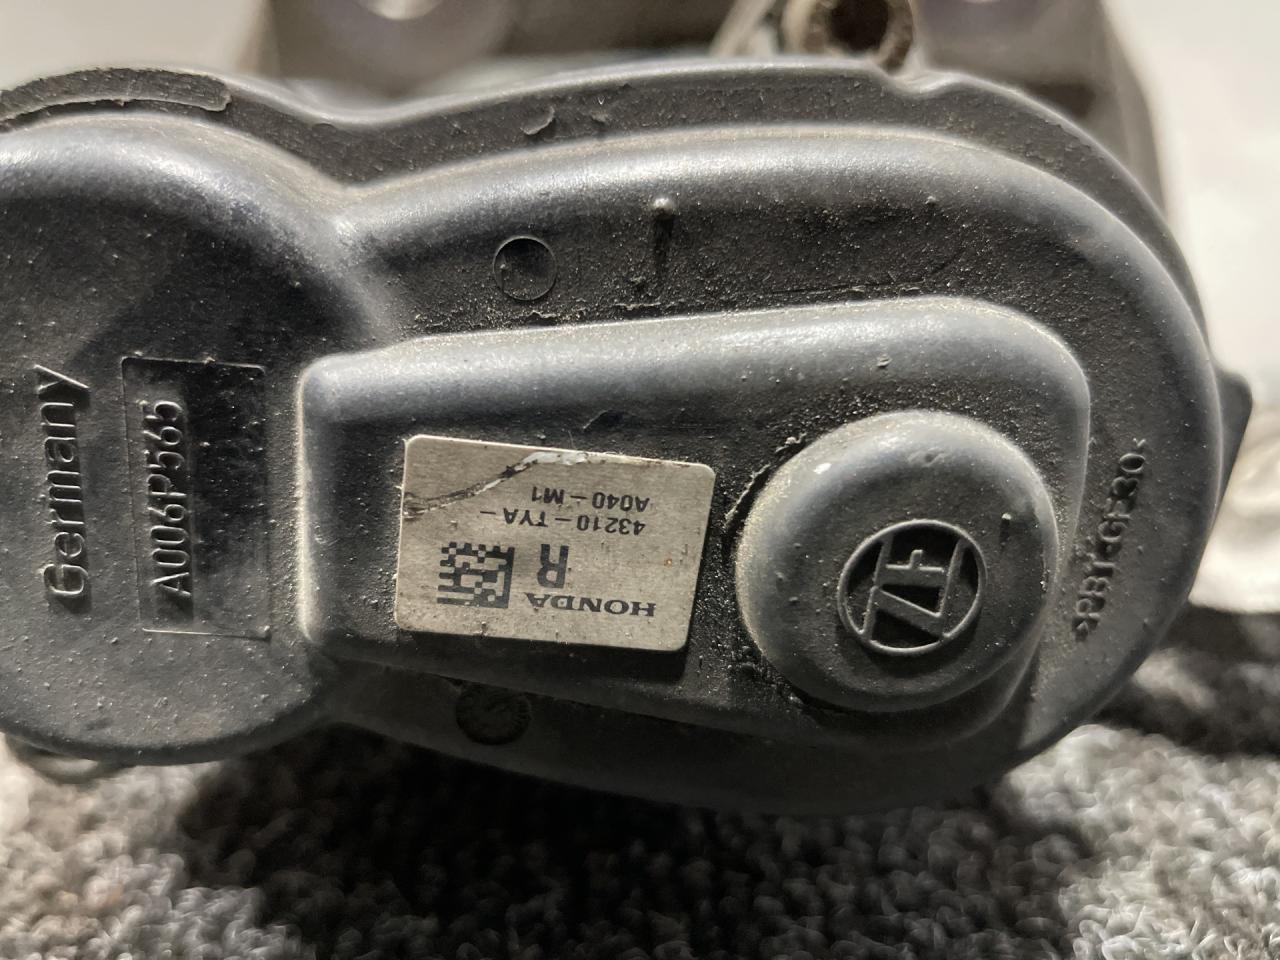 Germany
A006P565
HONDA
R
43210-TYA-
A040-M1
ZF
>PBT-GF30<